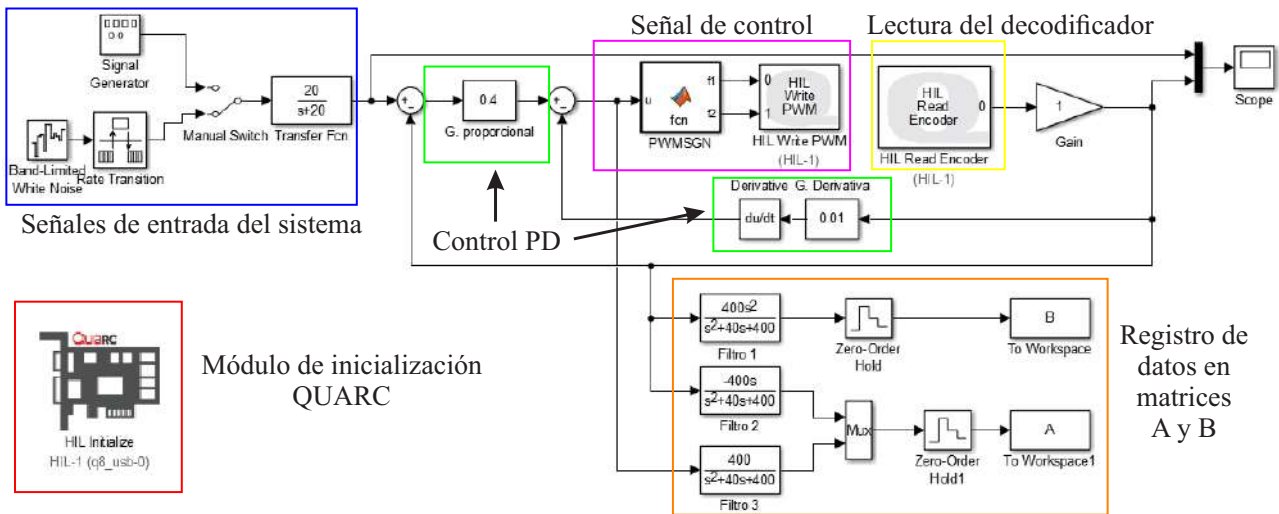 Señal de control
Lectura del decodificador
Signal
Generator
Manual Switch
20
s+20
Transfer Fcn
Band-Limited
White Noise
Rate Transition
Señales de entrada del sistema
+
-
0.4
G. proporcional
+
-
u
fcn
f1
f2
PWMSGN
0
1
HIL
Write
PWM
HIL Write PWM
(HIL-1)
HIL
Read
Encoder
0
HIL Read Encoder
(HIL-1)
1
Gain
Scope
Control PD
Derivative
G. Derivativa
du/dt
0.01
QUARC
HIL Initialize
HIL-1 (q8_usb-0)
Módulo de inicialización
QUARC
400s²
s²+40s+400
Filtro 1
Zero-Order
Hold
B
To Workspace
-400s
s²+40s+400
Filtro 2
400
s²+40s+400
Filtro 3
Mux
Zero-Order
Hold1
A
To Workspace1
Registro de
datos en
matrices
A y B